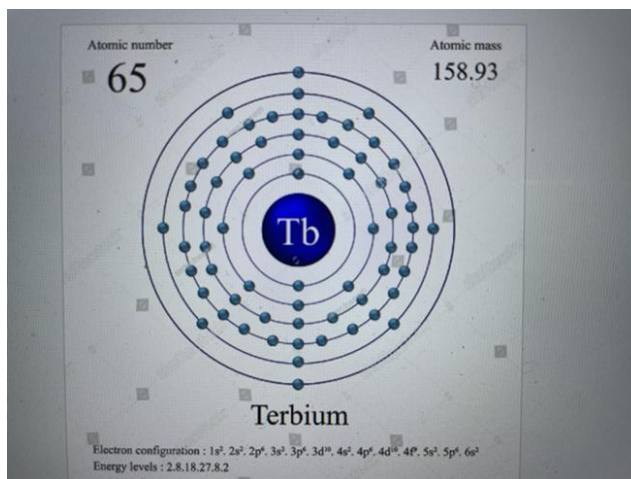 Atomic number
65
Atomic mass
158.93
Tb
Terbium
Electron configuration : 1s². 2s². 2p⁶. 3s². 3p⁶. 3d¹⁰. 4s². 4p⁶. 4d¹⁰. 4f⁹. 5s². 5p⁶. 6s²
Energy levels : 2.8.18.27.8.2